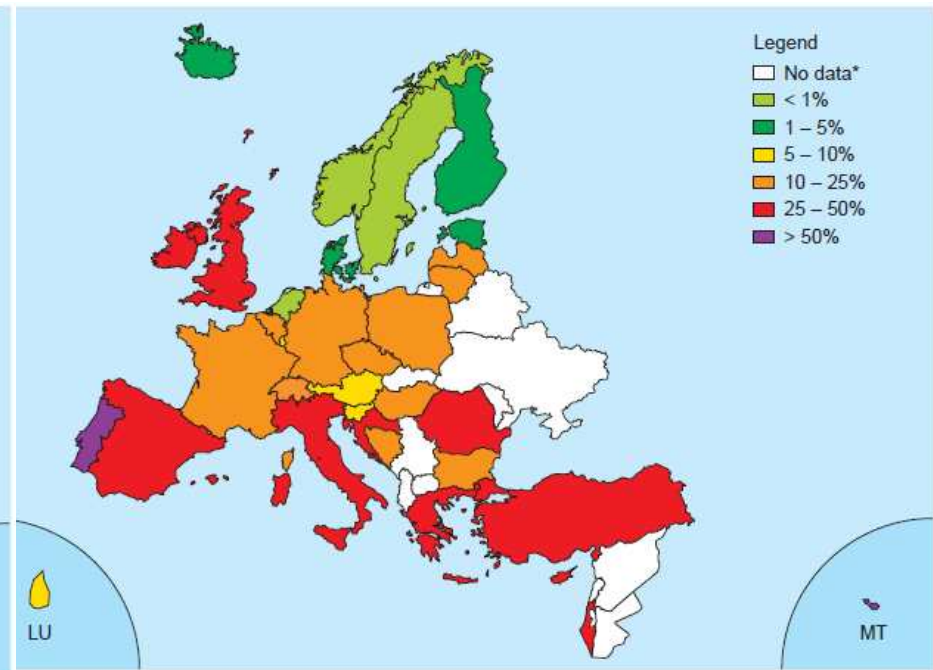 Legend
No data*
< 1%
1 – 5%
5 – 10%
10 – 25%
25 – 50%
> 50%
LU
MT